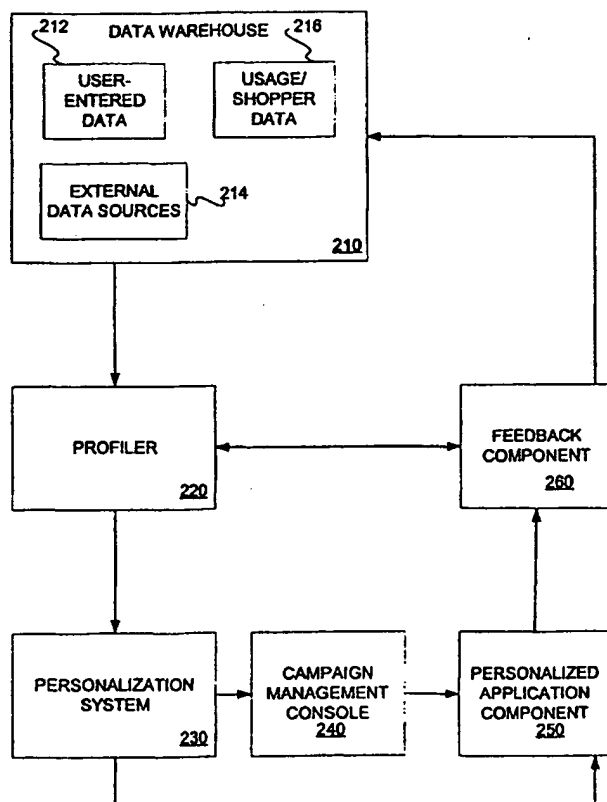 212
DATA WAREHOUSE
216
USER-
ENTERED
DATA
USAGE/
SHOPPER
DATA
EXTERNAL
DATA SOURCES
214
210
PROFILER
220
FEEDBACK
COMPONENT
260
PERSONALIZATION
SYSTEM
230
CAMPAIGN
MANAGEMENT
CONSOLE
240
PERSONALIZED
APPLICATION
COMPONENT
250